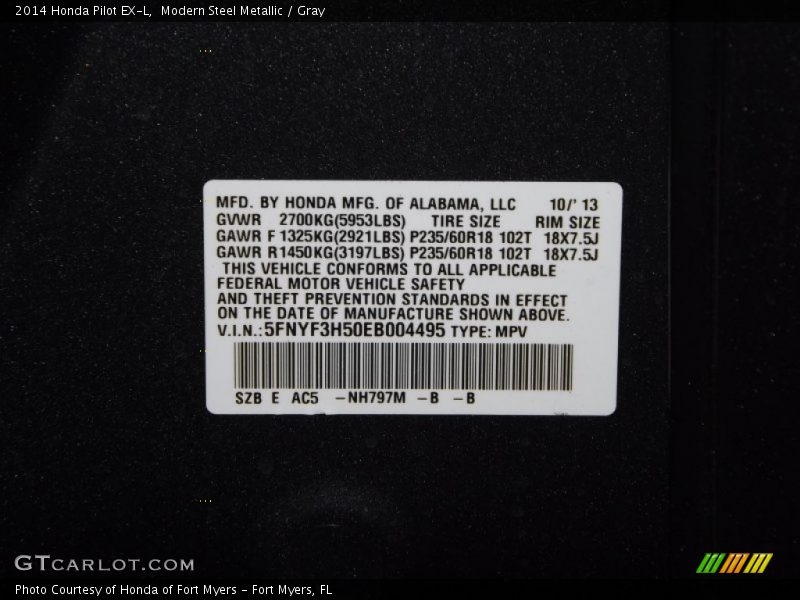 2014 Honda Pilot EX-L, Modern Steel Metallic / Gray
MFD. BY HONDA MFG. OF ALABAMA, LLC 10/' 13
GVWR 2700KG(5953LBS) TIRE SIZE RIM SIZE
GAWR F 1325KG(2921LBS) P235/60R18 102T 18X7.5J
GAWR R1450KG(3197LBS) P235/60R18 102T 18X7.5J
THIS VEHICLE CONFORMS TO ALL APPLICABLE
FEDERAL MOTOR VEHICLE SAFETY
AND THEFT PREVENTION STANDARDS IN EFFECT
ON THE DATE OF MANUFACTURE SHOWN ABOVE.
V.I.N.:5FNYF3H50EB004495 TYPE: MPV
SZB E AC5 -NH797M -B -B
GTCARLOT.COM
Photo Courtesy of Honda of Fort Myers - Fort Myers, FL